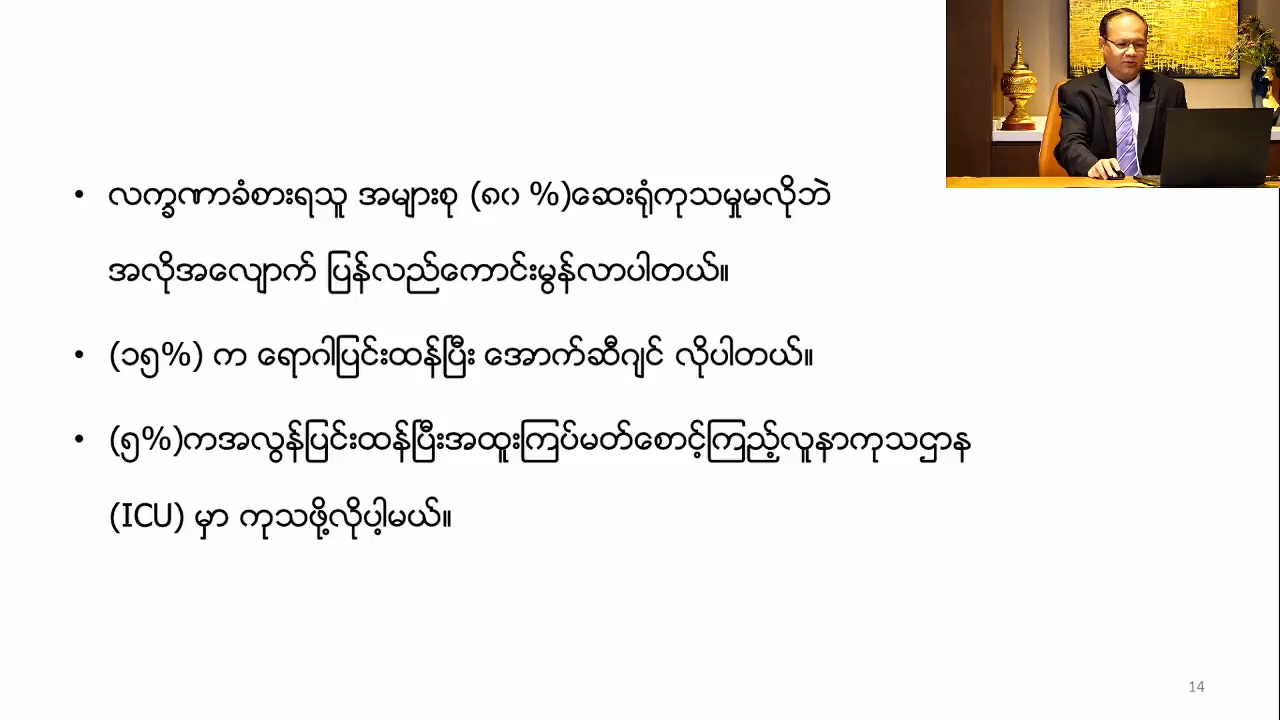 • လက္ခဏာခံစားရသူ အများစု (၈၀ %)ဆေးရုံကုသမှုမလိုဘဲ
အလိုအလျောက် ပြန်လည်ကောင်းမွန်လာပါတယ်။
• (၁၅%) က ရောဂါပြင်းထန်ပြီး အောက်ဆီဂျင် လိုပါတယ်။
• (၅%)ကအလွန်ပြင်းထန်ပြီးအထူးကြပ်မတ်စောင့်ကြည့်လူနာကုသဌာန
(ICU) မှာ ကုသဖို့လိုပါ့မယ်။
14